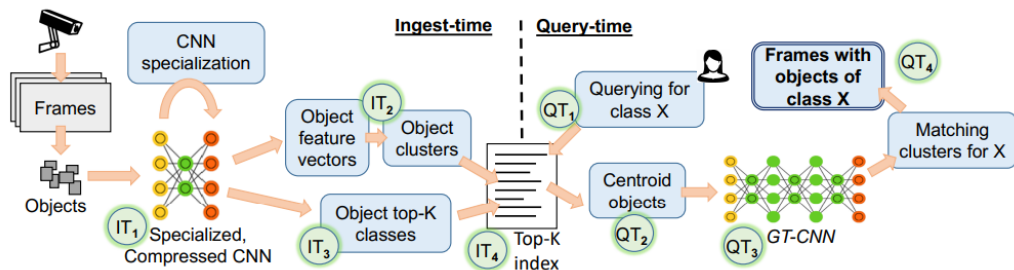 Ingest-time
Query-time
CNN
specialization
Frames
Objects
IT1
Specialized,
Compressed CNN
Object
feature
vectors
IT2
Object
clusters
IT3
Object top-K
classes
IT4
Top-K
index
QT1
Querying for
class X
Centroid
objects
QT2
QT3
GT-CNN
Matching
clusters for X
QT4
Frames with
objects of
class X